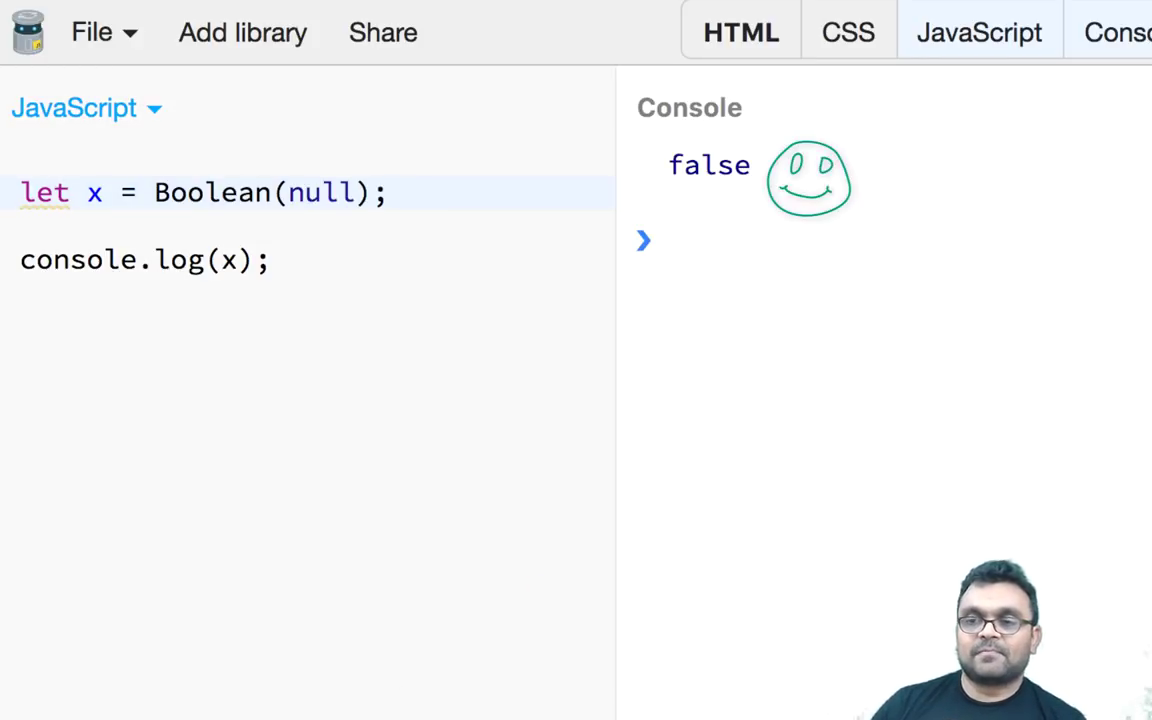 File Add library Share HTML CSS JavaScript Conso
JavaScript
Console
false
let x = Boolean(null);
console.log(x);